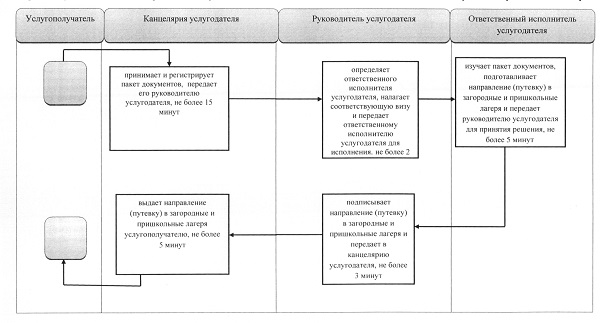 Услугополучатель
Канцелярия услугодателя
Руководитель услугодателя
Ответственный исполнитель
услугодателя
принимает и регистрирует
пакет документов, передает
его руководителю
услугодателя, не более 15
минут
определяет
ответственного
исполнителя
услугодателя, налагает
соответствующую визу
и передает
ответственному
исполнителю
услугодателя для
исполнения, не более 2
изучает пакет документов,
подготавливает
направление (путевку) в
загородные и пришкольные
лагеря и передает
руководителю услугодателя
для принятия решения, не
более 5 минут
выдает направление
(путевку) в загородные и
пришкольные лагеря
услугополучателю, не более
5 минут
подписывает
направление (путевку)
в загородные и
пришкольные лагеря и
передает в
канцелярию
услугодателя, не более
3 минут